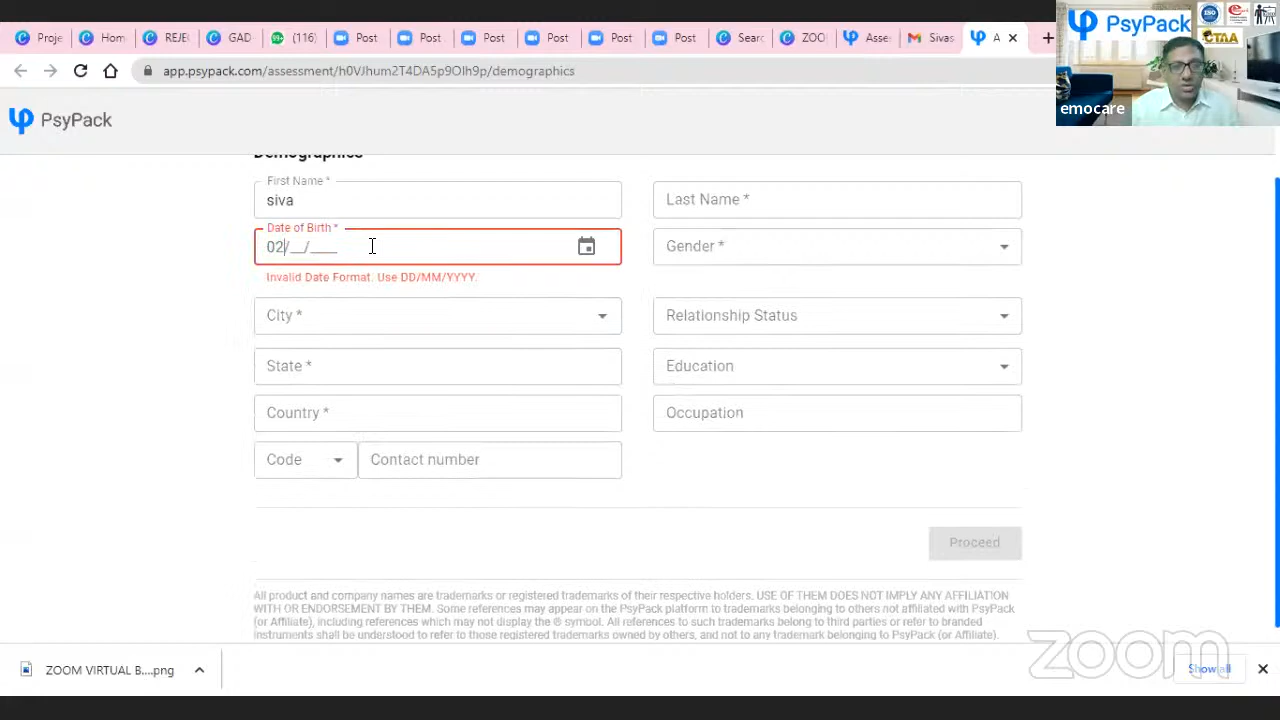 Proje
Hom
REJE
GAD
(116)
Post
Post
Post
Post
Post
Searc
ZOO
Asse
Sivas
A
PsyPack
CTAA
app.psypack.com/assessment/h0VJhum2T4DA5p9OIh9p/demographics
emocare
PsyPack
Demographics
First Name *
siva
Last Name *
Date of Birth *
02/__/____
Gender *
Invalid Date Format. Use DD/MM/YYYY.
City *
Relationship Status
State *
Education
Country *
Occupation
Code
Contact number
Proceed
All product and company names are trademarks or registered trademarks of their respective holders. USE OF THEM DOES NOT IMPLY ANY AFFILIATION
WITH OR ENDORSEMENT BY THEM. Some references may appear on the PsyPack platform to trademarks belonging to others not affiliated with PsyPack
(or Affiliate), including references which may not display the ® symbol. All references to such trademarks belong to third parties or refer to branded
instruments shall be understood to refer to those registered trademarks owned by others, and not to any trademark belonging to PsyPack (or Affiliate).
ZOOM VIRTUAL B....png
Show all
zoom